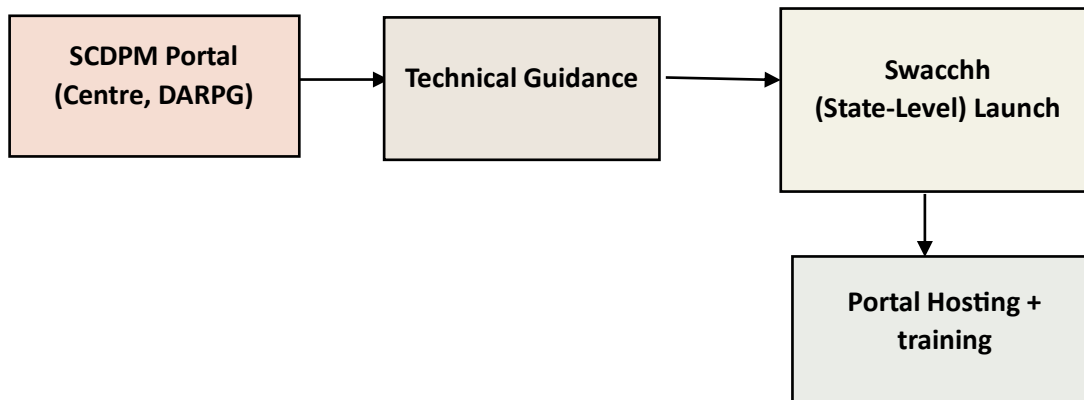 SCDPM Portal
(Centre, DARPG)
Technical Guidance
Swacchh
(State-Level) Launch
Portal Hosting +
training